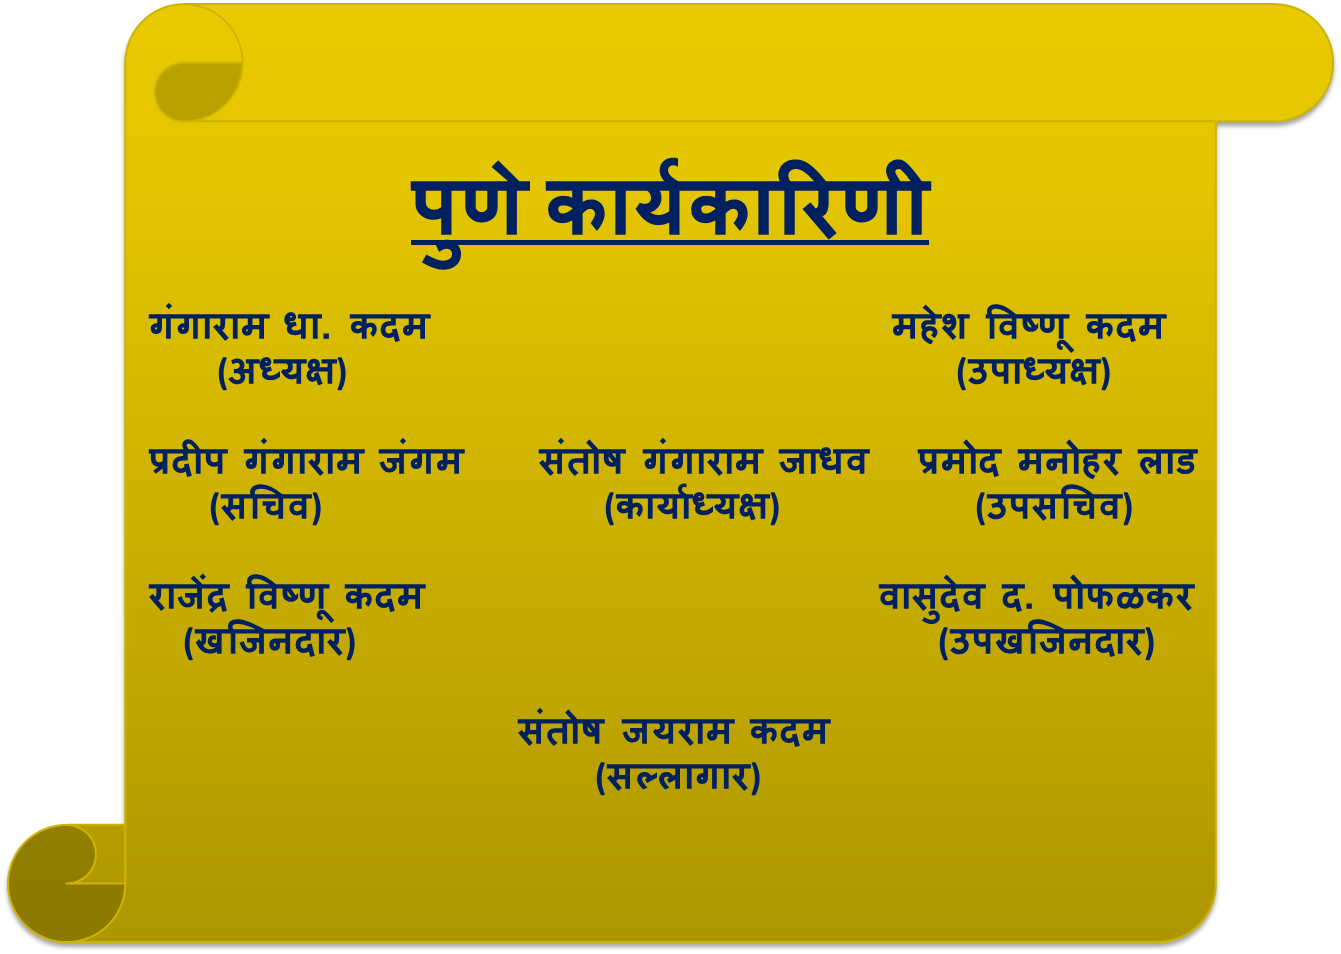 पुणे कार्यकारिणी
गंगाराम धा. कदम महेश विष्णू कदम
(अध्यक्ष) (उपाध्यक्ष)
प्रदीप गंगाराम जंगम संतोष गंगाराम जाधव प्रमोद मनोहर लाड
(सचिव) (कार्याध्यक्ष) (उपसचिव)
राजेंद्र विष्णू कदम वासुदेव द. पोफळकर
(खजिनदार) (उपखजिनदार)
संतोष जयराम कदम
(सल्लागार)